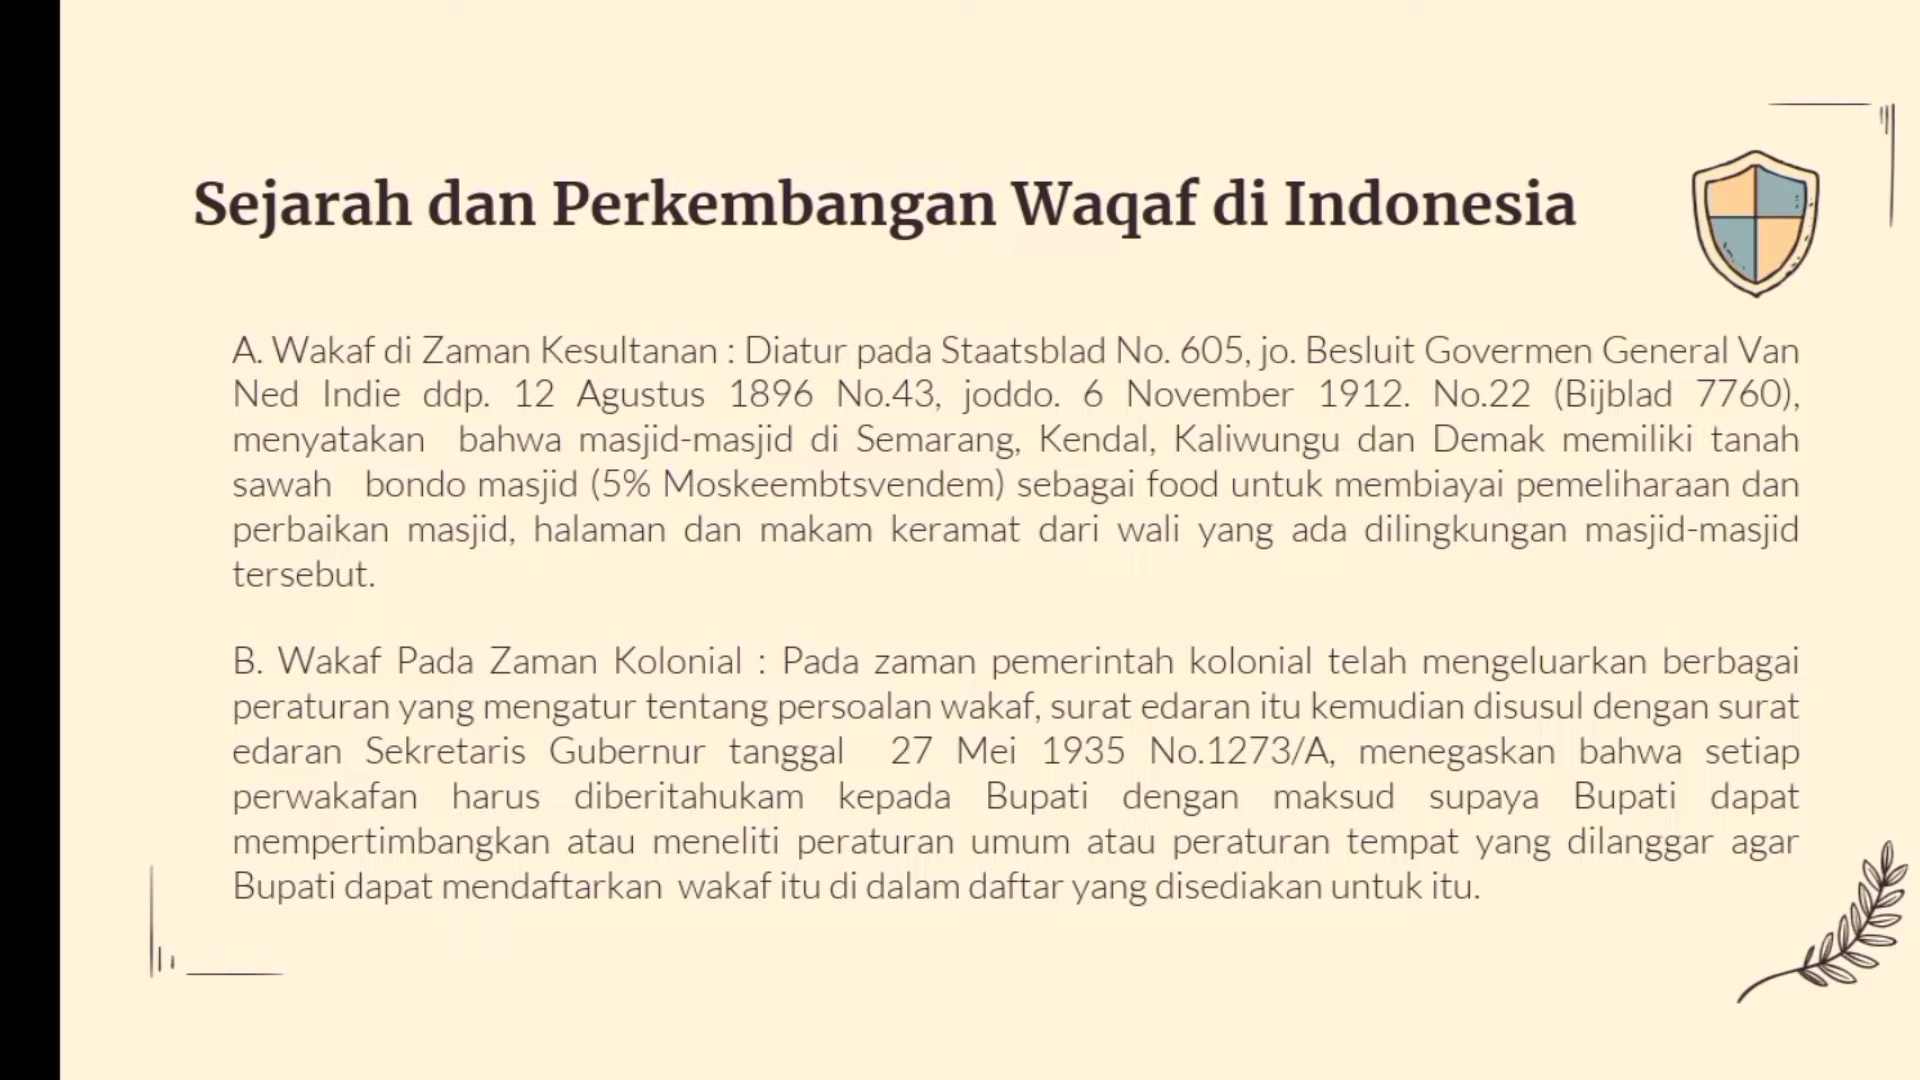 Sejarah dan Perkembangan Waqaf di Indonesia
A. Wakaf di Zaman Kesultanan : Diatur pada Staatsblad No. 605, jo. Besluit Govermen General Van
Ned Indie ddp. 12 Agustus 1896 No.43, joddo. 6 November 1912. No.22 (Bijblad 7760),
menyatakan bahwa masjid-masjid di Semarang, Kendal, Kaliwungu dan Demak memiliki tanah
sawah bondo masjid (5% Moskeembtsvendem) sebagai food untuk membiayai pemeliharaan dan
perbaikan masjid, halaman dan makam keramat dari wali yang ada dilingkungan masjid-masjid
tersebut.
B. Wakaf Pada Zaman Kolonial : Pada zaman pemerintah kolonial telah mengeluarkan berbagai
peraturan yang mengatur tentang persoalan wakaf, surat edaran itu kemudian disusul dengan surat
edaran Sekretaris Gubernur tanggal 27 Mei 1935 No.1273/A, menegaskan bahwa setiap
perwakafan harus diberitahukam kepada Bupati dengan maksud supaya Bupati dapat
mempertimbangkan atau meneliti peraturan umum atau peraturan tempat yang dilanggar agar
Bupati dapat mendaftarkan wakaf itu di dalam daftar yang disediakan untuk itu.